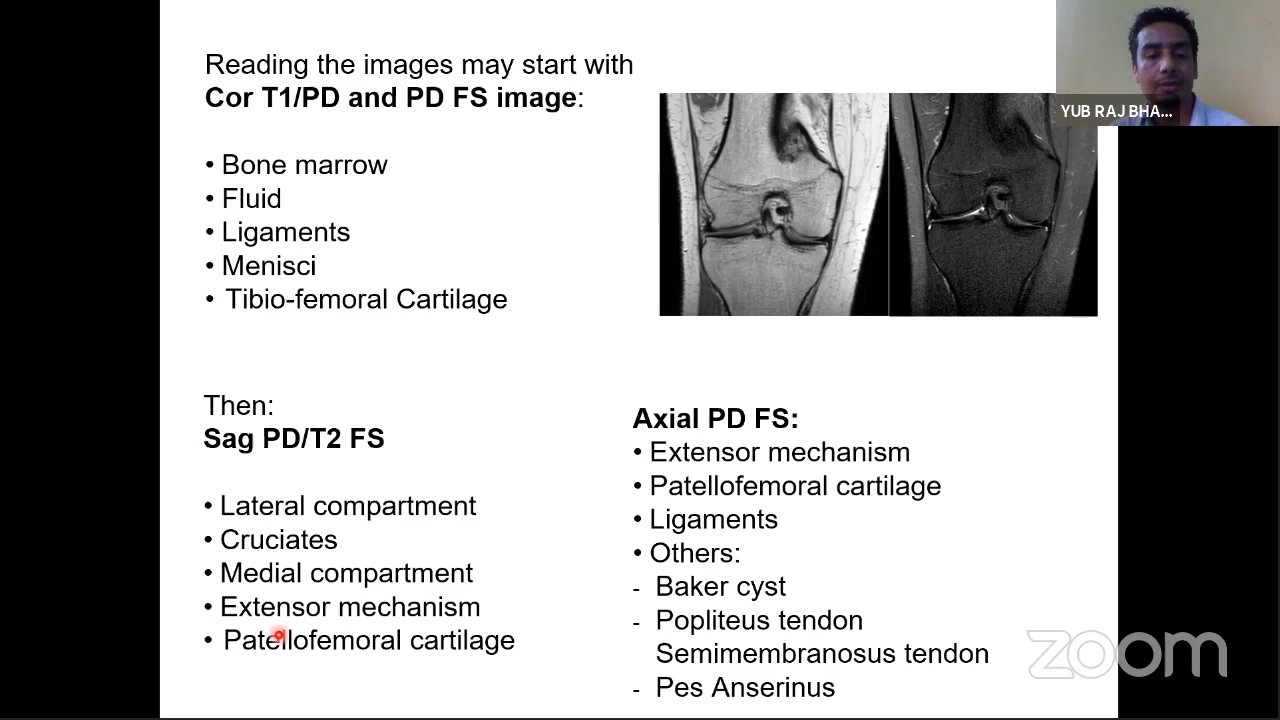 Reading the images may start with
Cor T1/PD and PD FS image:
• Bone marrow
• Fluid
• Ligaments
• Menisci
• Tibio-femoral Cartilage
YUB RAJ BHA...
Then:
Sag PD/T2 FS
• Lateral compartment
• Cruciates
• Medial compartment
• Extensor mechanism
• Patellofemoral cartilage
Axial PD FS:
• Extensor mechanism
• Patellofemoral cartilage
• Ligaments
• Others:
- Baker cyst
- Popliteus tendon
Semimembranosus tendon
- Pes Anserinus
zoom